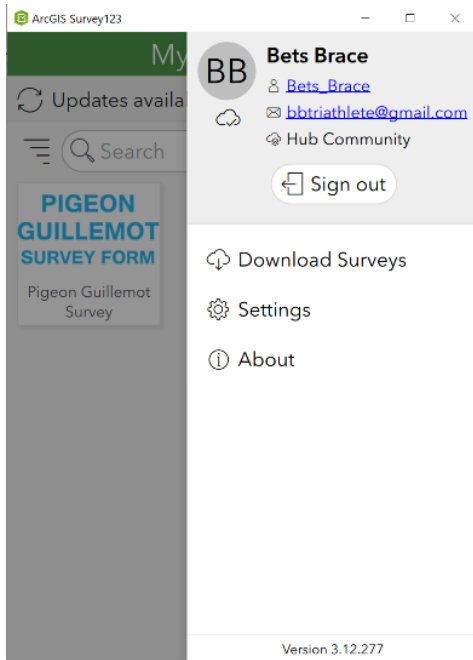 ArcGIS Survey123
My
Updates availa
Search
PIGEON
GUILLEMOT
SURVEY FORM
Pigeon Guillemot
Survey
BB
Bets Brace
Bets_Brace
bbtriathlete@gmail.com
Hub Community
Sign out
Download Surveys
Settings
About
Version 3.12.277